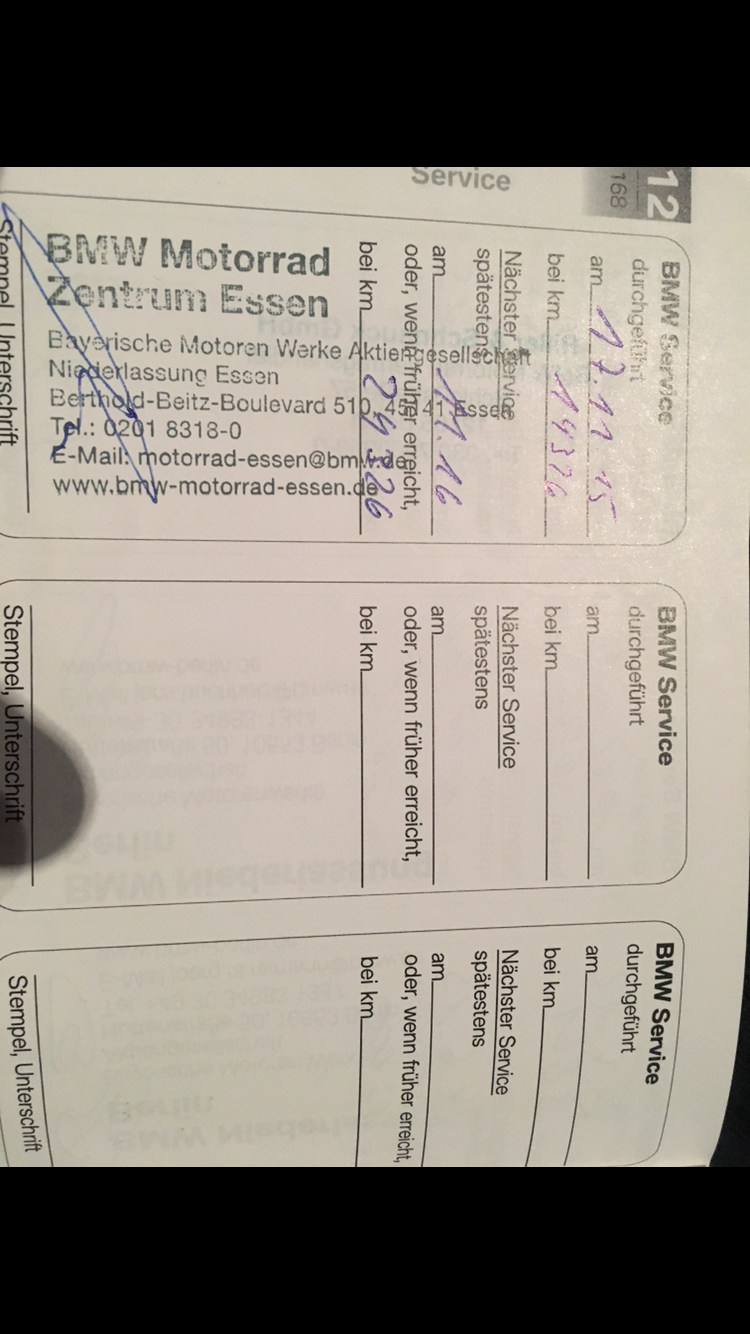 12
168
Service
BMW Service
durchgeführt
am 17.11.15
bei km 14326
Nächster Service
spätestens
am 11.16
oder, wenn früher erreicht,
bei km 24326
BMW Motorrad
Zentrum Essen
Bayerische Motoren Werke Aktiengesellschaft
Niederlassung Essen
Berthold-Beitz-Boulevard 510, 45141 Essen
Tel.: 0201 8318-0
E-Mail: motorrad-essen@bmw.de
www.bmw-motorrad-essen.de
Stempel, Unterschrift
BMW Service
durchgeführt
am
bei km
Nächster Service
spätestens
am
oder, wenn früher erreicht,
bei km
Stempel, Unterschrift
BMW Service
durchgeführt
am
bei km
Nächster Service
spätestens
am
oder, wenn früher erreicht,
bei km
Stempel, Unterschrift